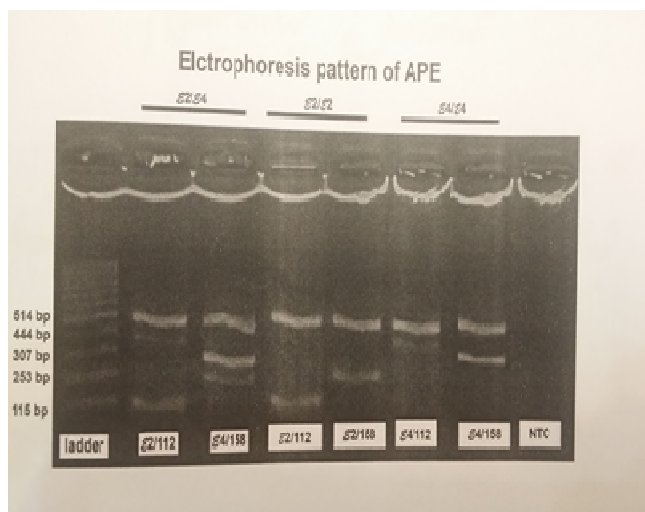 Elctrophoresis pattern of APE
ε2/ε4 ε2/ε2 ε4/ε4
514 bp
444 bp
307 bp
253 bp
115 bp
ladder ε2/112 ε4/158 ε2/112 ε2/158 ε4/112 ε4/158 NTC